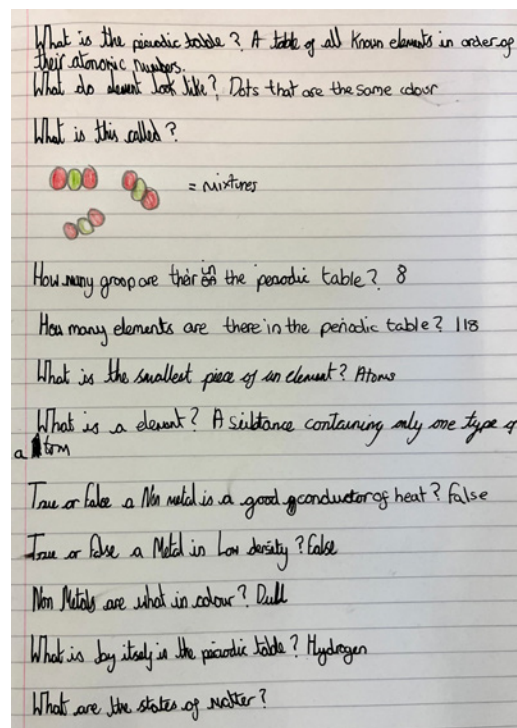 What is the periodic table? A table of all known elements in order of
their atonomic numbers.
What do element look like? Dots that are the same colour
What is this called?
= mixtures
How many groop are their in the peaodic table? 8
How many elements are there in the periodic table? 118
What is the smallest piece of an element? Atoms
What is a element? A substance containing only one type of
atom
True or false a Non metal is a good conductor of heat? False
True or False a Metal in Low density? False
Non Metals are what in colour? Dull
What is by itself in the peaiodic table? Hydrogen
What are the states of matter?